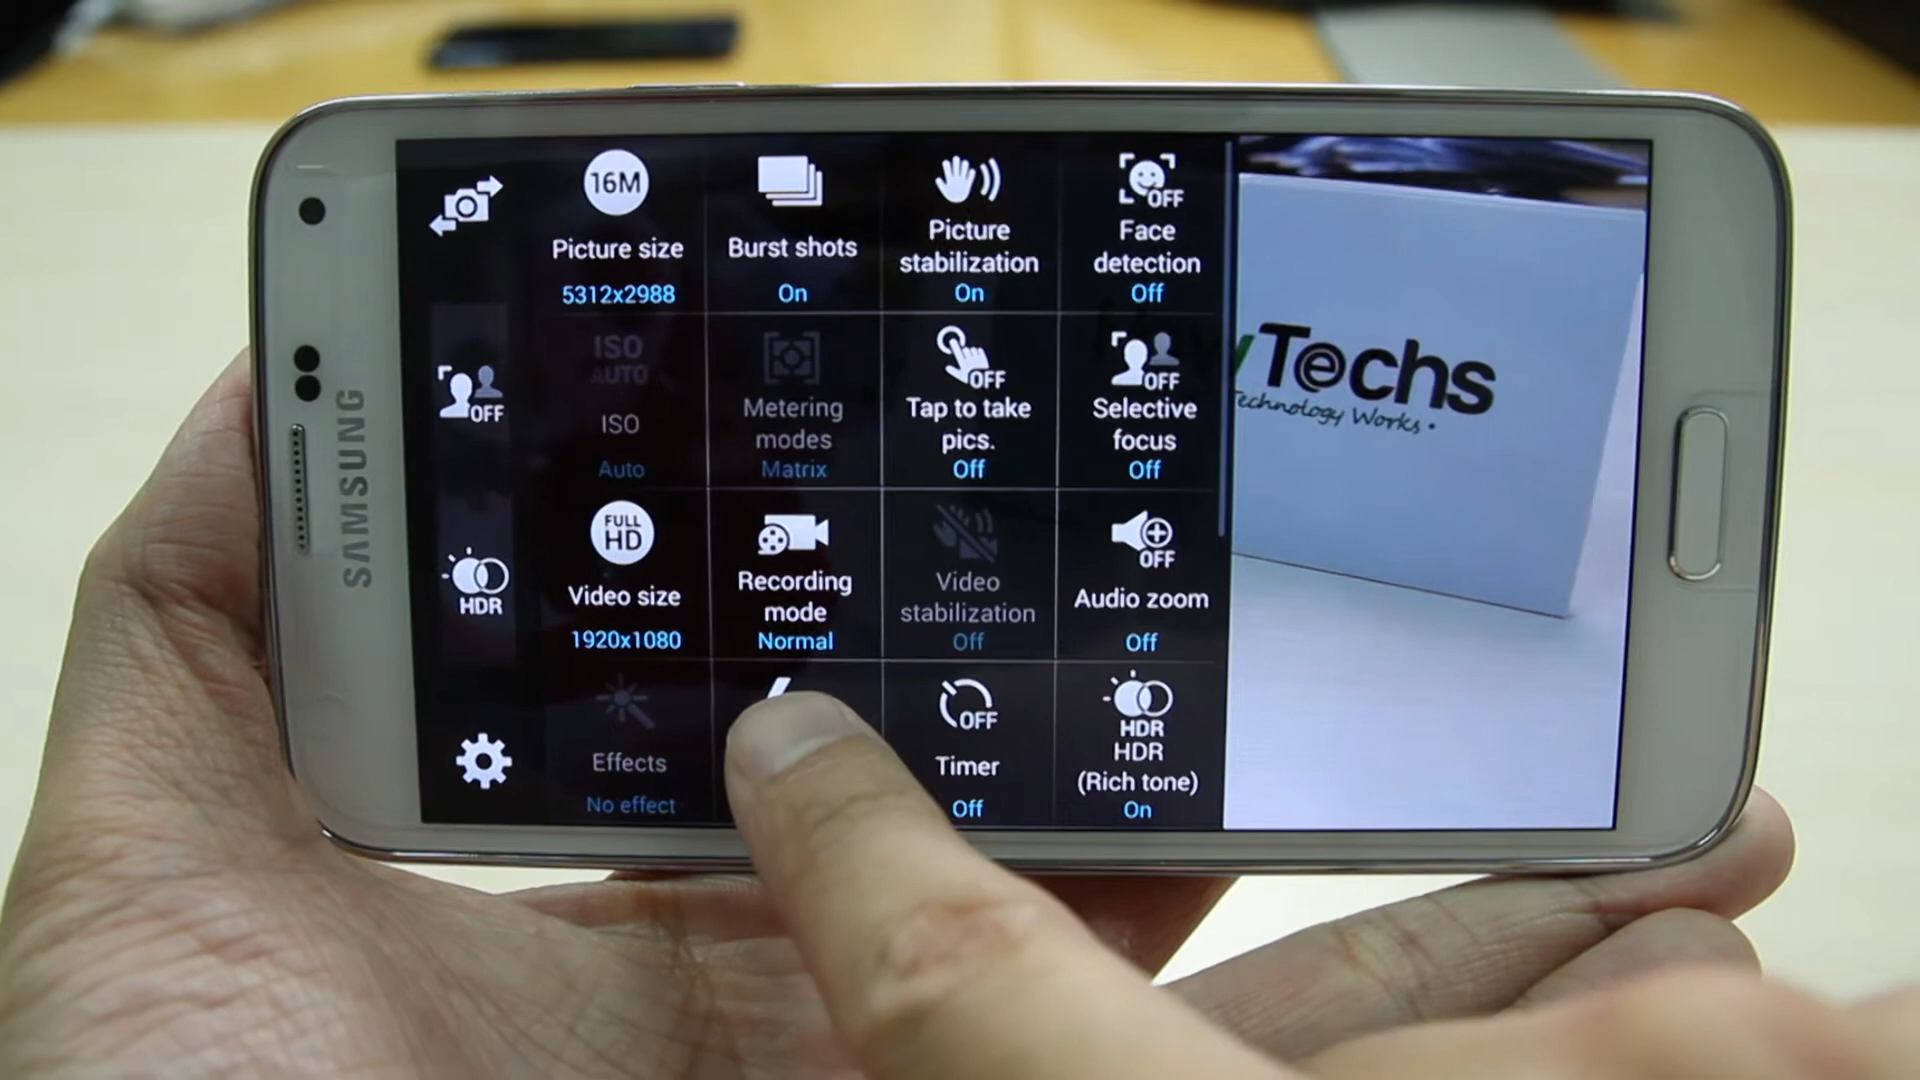 SAMSUNG
OFF
HDR
16M
Picture size
5312x2988
Burst shots
On
Picture
stabilization
On
OFF
Face
detection
Off
ISO
AUTO
ISO
Auto
Metering
modes
Matrix
OFF
Tap to take
pics.
Off
OFF
Selective
focus
Off
FULL
HD
Video size
1920x1080
Recording
mode
Normal
Video
stabilization
Off
OFF
Audio zoom
Off
Effects
No effect
OFF
Timer
Off
HDR
HDR
(Rich tone)
On
Techs
Technology Works